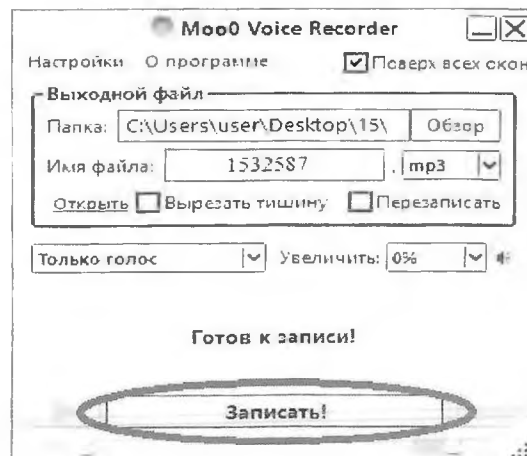 Moo0 Voice Recorder
Настройки О программе Поверх всех окон
Выходной файл
Папка: C:\Users\user\Desktop\15\ Обзор
Имя файла: 1532587 . mp3
Открыть Вырезать тишину Перезаписать
Только голос Увеличить: 0%
Готов к записи!
Записать!